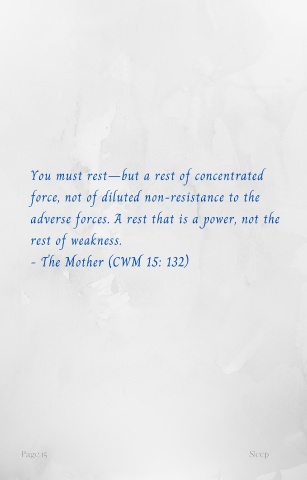 You must rest—but a rest of concentrated
force, not of diluted non-resistance to the
adverse forces. A rest that is a power, not the
rest of weakness.
- The Mother (CWM 15: 132)
Page 15
Sleep